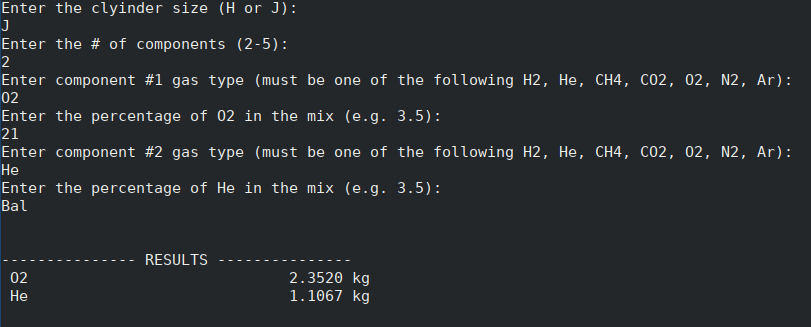 Enter the clyinder size (H or J):
J
Enter the # of components (2-5):
2
Enter component #1 gas type (must be one of the following H2, He, CH4, CO2, O2, N2, Ar):
O2
Enter the percentage of O2 in the mix (e.g. 3.5):
21
Enter component #2 gas type (must be one of the following H2, He, CH4, CO2, O2, N2, Ar):
He
Enter the percentage of He in the mix (e.g. 3.5):
Bal
--------------- RESULTS ---------------
O2 2.3520 kg
He 1.1067 kg